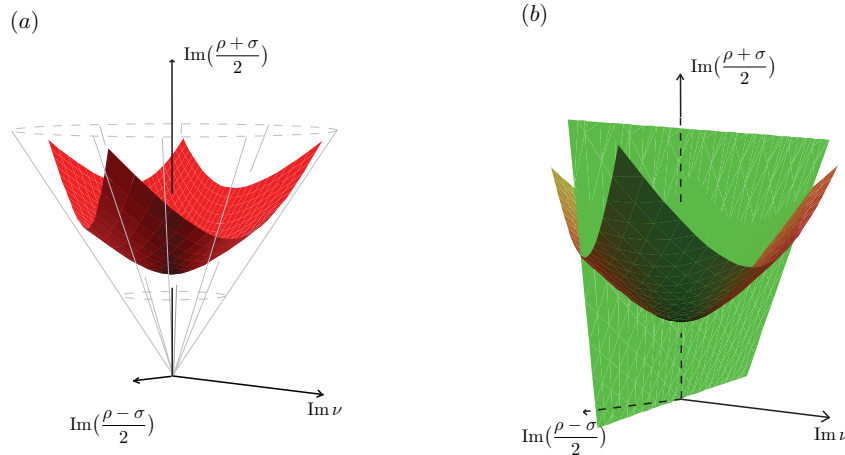 (a)
Im(ρ + σ / 2)
Im(ρ − σ / 2)
Im ν
(b)
Im(ρ + σ / 2)
Im(ρ − σ / 2)
Im ν